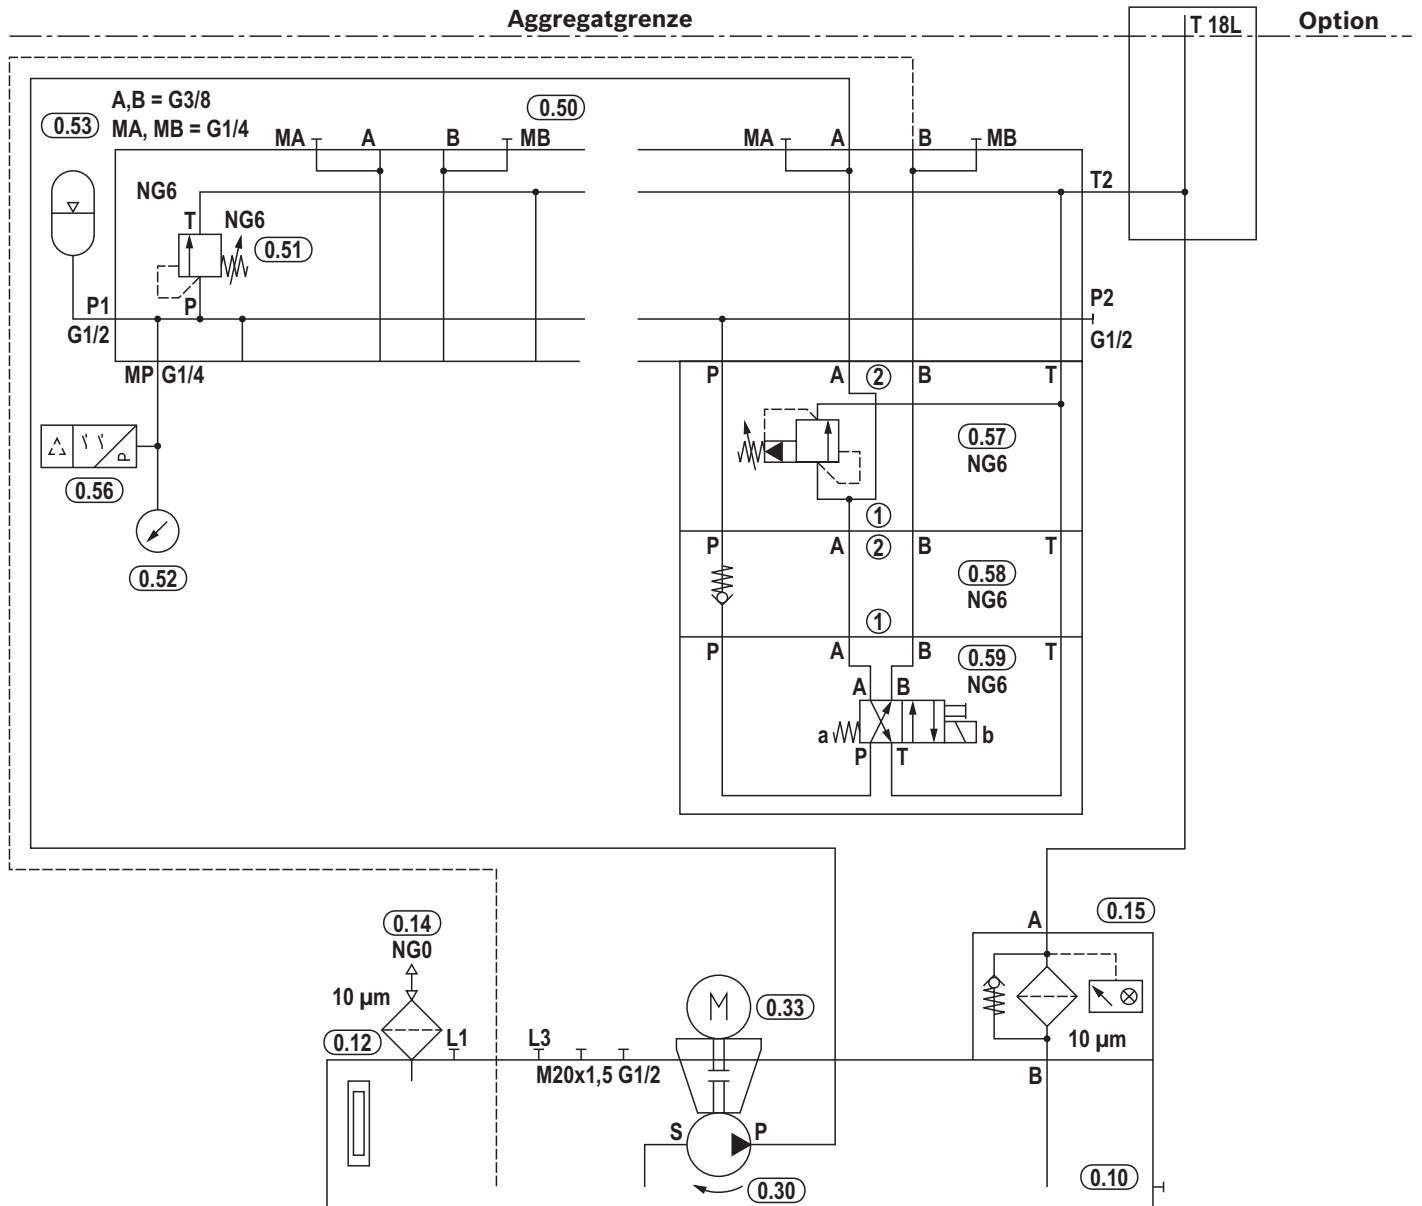 Aggregatgrenze
T 18L
Option
A,B = G3/8
0.53
MA, MB = G1/4
0.50
MA A B MB
MA A B MB
NG6
T2
T NG6
0.51
P1
P
P2
G1/2
G1/2
MP G1/4
P A 2 B T
0.57
NG6
P
0.56
1
0.52
P A 2 B T
0.58
NG6
1
P A B T
0.59
NG6
A B
a b
P T
0.14
NG0
A
0.15
10 µm
M
0.33
0.12
L1
L3
10 µm
M20x1,5 G1/2
B
S P
0.30
0.10